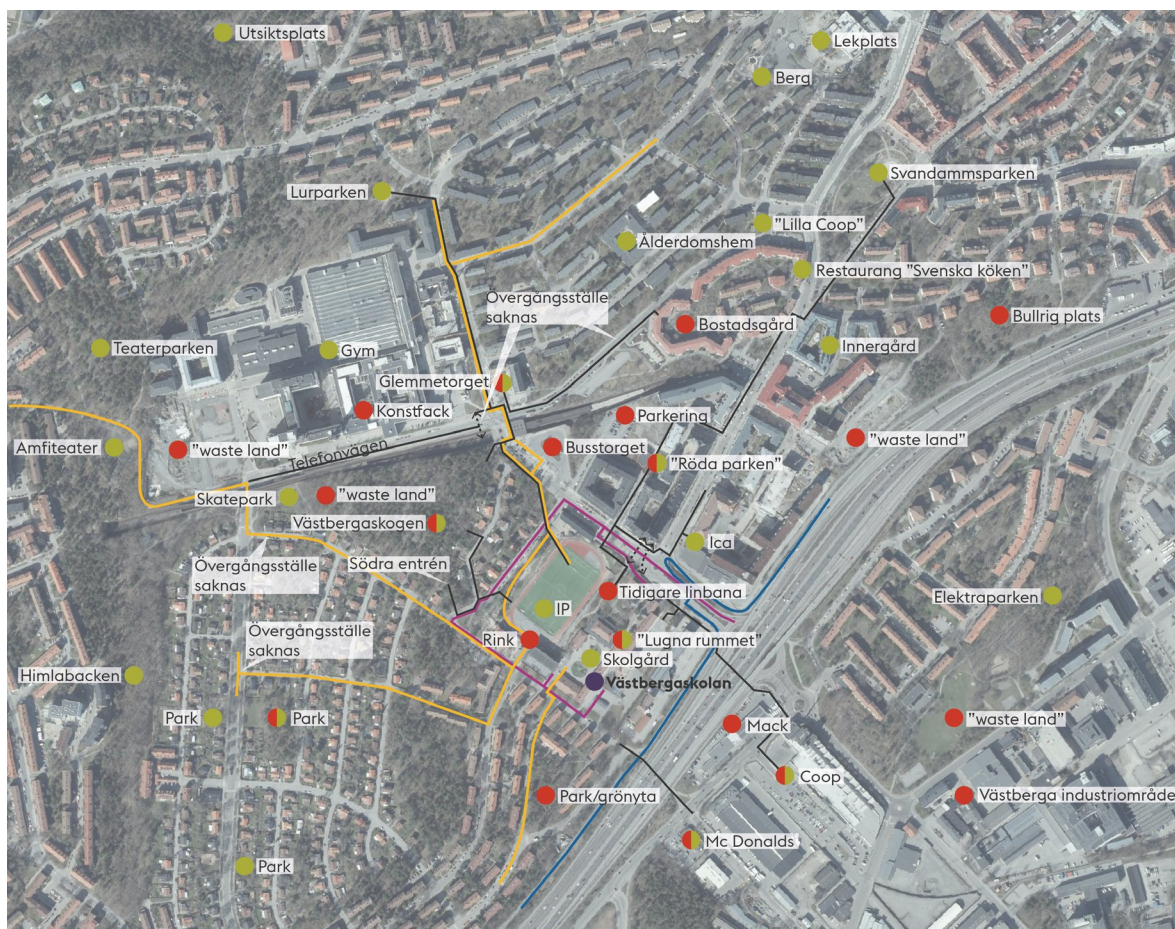 Utsiktsplats
Lekplats
Berg
Svandammsparken
Lurparken
"Lilla Coop"
Ålderdomshem
Restaurang "Svenska köken"
Övergångsställe
saknas
Bullrig plats
Bostadsgård
Teaterparken
Gym
Innergård
Glemmetorget
Konstfack
Parkering
"waste land"
Amfiteater
"waste land"
Busstorget
Telefonvägen
"Röda parken"
Skatepark
"waste land"
Västbergaskogen
Ica
Södra entrén
Övergångsställe
saknas
Tidigare linbana
Elektraparken
IP
Övergångsställe
saknas
Rink
"Lugna rummet"
Skolgård
Himlabacken
Västbergaskolan
Park
Park
"waste land"
Mack
Coop
Park/grönyta
Västberga industriområde
Mc Donalds
Park